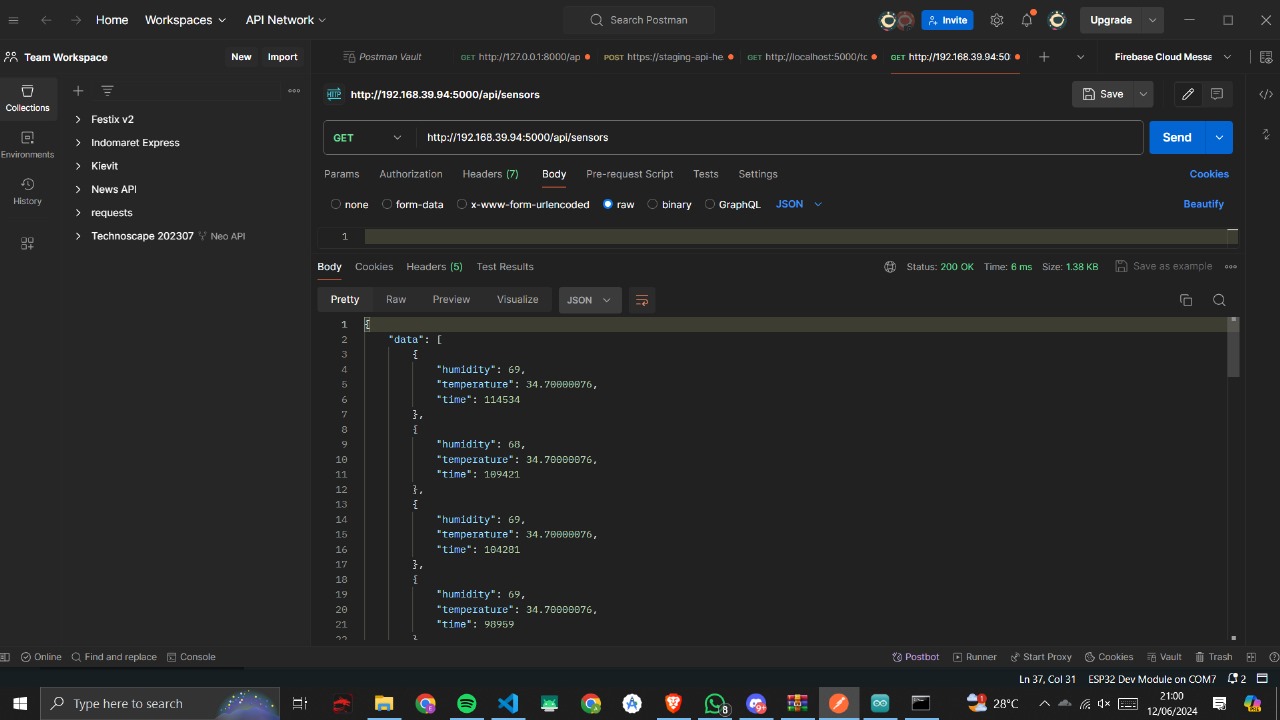 Home Workspaces API Network Search Postman Invite Upgrade
Team Workspace New Import Postman Vault GET http://127.0.0.1:8000/ap POST https://staging-api-he. GET http://localhost:5000/tc GET http://192.168.39.94:50 Firebase Cloud Messa
Collections
Environments
History
Festix v2
Indomaret Express
Kievit
News API
requests
Technoscape 202307 Neo API
HTTP http://192.168.39.94:5000/api/sensors Save
GET http://192.168.39.94:5000/api/sensors Send
Params Authorization Headers (7) Body Pre-request Script Tests Settings Cookies
none form-data x-www-form-urlencoded raw binary GraphQL JSON Beautify
1
Body Cookies Headers (5) Test Results Status: 200 OK Time: 6 ms Size: 1.38 KB Save as example
Pretty Raw Preview Visualize JSON
1 {
2 "data": [
3 {
4 "humidity": 69,
5 "temperature": 34.70000076,
6 "time": 114534
7 },
8 {
9 "humidity": 68,
10 "temperature": 34.70000076,
11 "time": 109421
12 },
13 {
14 "humidity": 69,
15 "temperature": 34.70000076,
16 "time": 104281
17 },
18 {
19 "humidity": 69,
20 "temperature": 34.70000076,
21 "time": 98959
22 }
Online Find and replace Console Postbot Runner Start Proxy Cookies Vault Trash
Ln 37, Col 31 ESP32 Dev Module on COM7 2
Type here to search 8 9+ 28°C 21:00
12/06/2024